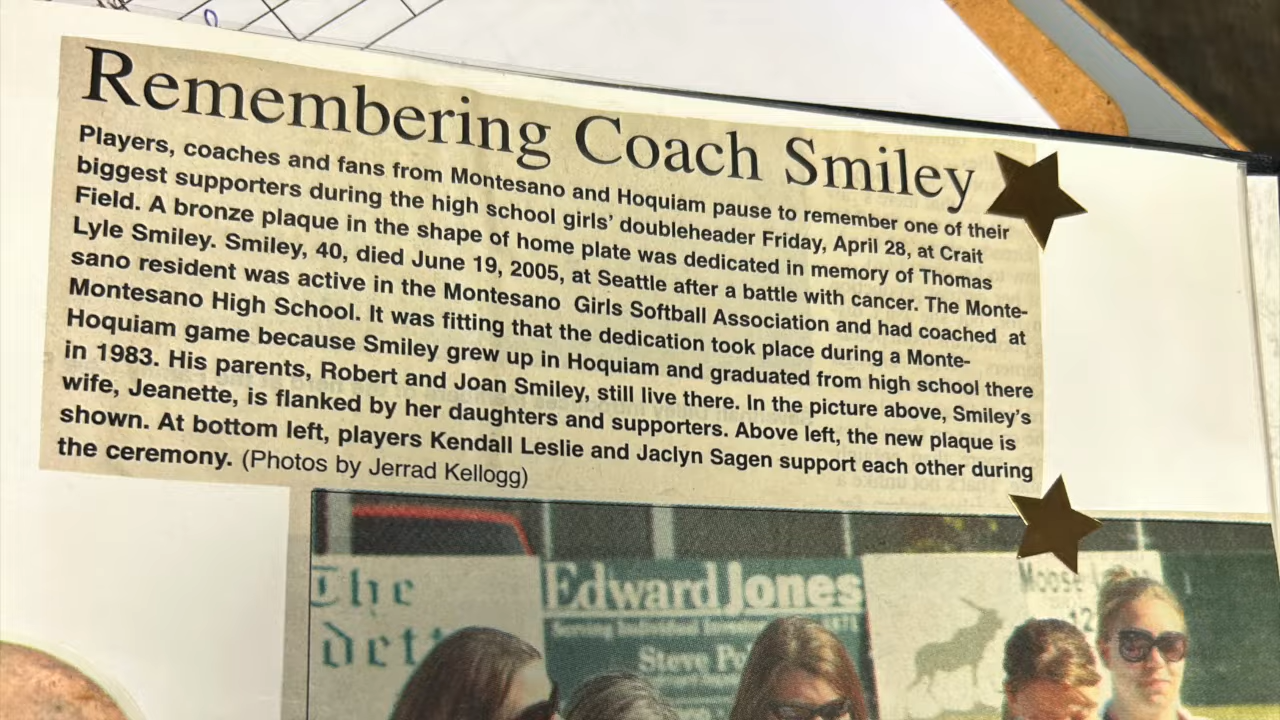 Remembering Coach Smiley
Players, coaches and fans from Montesano and Hoquiam pause to remember one of their
biggest supporters during the high school girls' doubleheader Friday, April 28, at Crait
Field. A bronze plaque in the shape of home plate was dedicated in memory of Thomas
Lyle Smiley. Smiley, 40, died June 19, 2005, at Seattle after a battle with cancer. The Monte-
sano resident was active in the Montesano Girls Softball Association and had coached at
Montesano High School. It was fitting that the dedication took place during a Monte-
Hoquiam game because Smiley grew up in Hoquiam and graduated from high school there
in 1983. His parents, Robert and Joan Smiley, still live there. In the picture above, Smiley's
wife, Jeanette, is flanked by her daughters and supporters. Above left, the new plaque is
shown. At bottom left, players Kendall Leslie and Jaclyn Sagen support each other during
the ceremony. (Photos by Jerrad Kellogg)
The
Edward Jones
Serving Individual
Steve
Moose
12